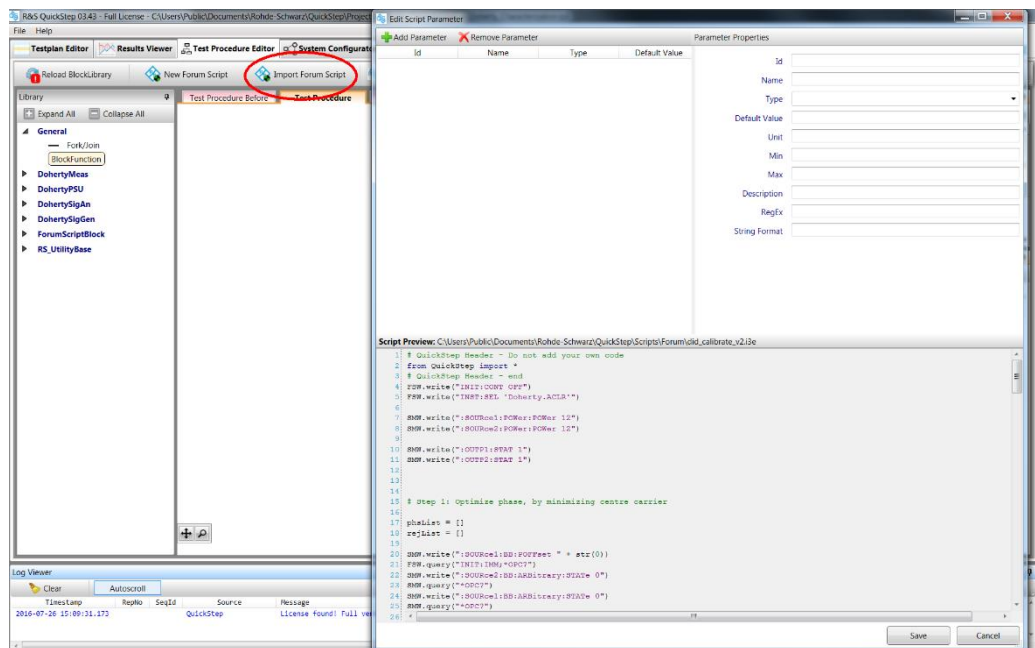 R&S QuickStep 03.43 - Full License - C:\Users\Public\Documents\Rohde-Schwarz\QuickStep\Project
File Help
Testplan Editor Results Viewer Test Procedure Editor System Configurat
Reload BlockLibrary New Forum Script Import Forum Script
Library
Test Procedure Before Test Procedure
Expand All Collapse All
General
Fork/Join
BlockFunction
DohertyMeas
DohertyPSU
DohertySigAn
DohertySigGen
ForumScriptBlock
RS_UtilityBase
Log Viewer
Clear Autoscroll
Timestamp RepNo SeqId Source Message
2016-07-26 15:09:31.173 QuickStep License found! Full ve
Edit Script Parameter
Add Parameter Remove Parameter
Id Name Type Default Value
Parameter Properties
Id
Name
Type
Default Value
Unit
Min
Max
Description
RegEx
String Format
Script Preview: C:\Users\Public\Documents\Rohde-Schwarz\QuickStep\Scripts\Forum\did_calibrate_v2.i3e
1 # QuickStep Header - Do not add your own code
2 from QuickStep import *
3 # QuickStep Header - end
4 FSW.write("INIT:CONT OFF")
5 FSW.write("INST:SEL 'Doherty.ACLR'")
6
7 SMW.write(":SOURce1:POWer:POWer 12")
8 SMW.write(":SOURce2:POWer:POWer 12")
9
10 SMW.write(":OUTP1:STAT 1")
11 SMW.write(":OUTP2:STAT 1")
12
13
14
15 # Step 1: Optimize phase, by minimizing centre carrier
16
17 phsList = []
18 rejList = []
19
20 SMW.write(":SOURce1:BB:POFFset " + str(0))
21 FSW.query("INIT:IMM;*OPC?")
22 SMW.write(":SOURce2:BB:ARBitrary:STATe 0")
23 SMW.query("*OPC?")
24 SMW.write(":SOURce1:BB:ARBitrary:STATe 0")
25 SMW.query("*OPC?")
26
Save Cancel